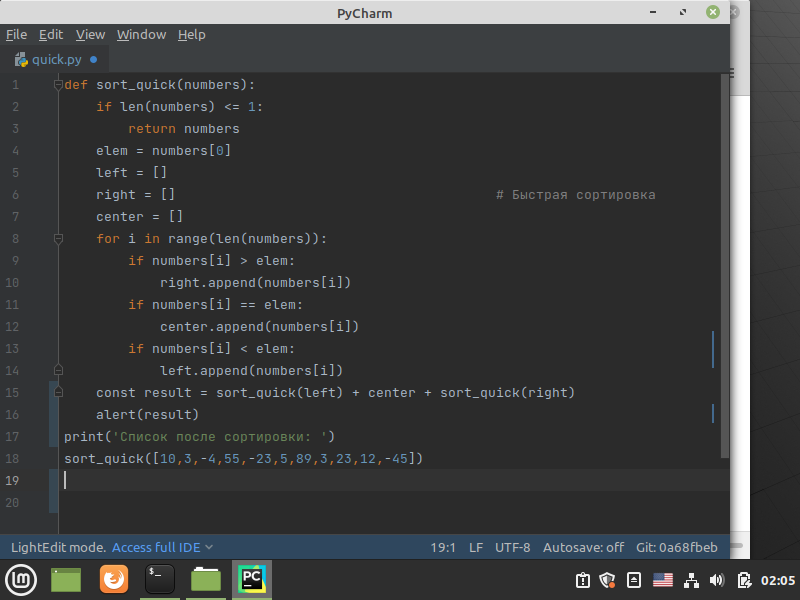 PyCharm
File Edit View Window Help
quick.py
1 def sort_quick(numbers):
2 if len(numbers) <= 1:
3 return numbers
4 elem = numbers[0]
5 left = []
6 right = [] # Быстрая сортировка
7 center = []
8 for i in range(len(numbers)):
9 if numbers[i] > elem:
10 right.append(numbers[i])
11 if numbers[i] == elem:
12 center.append(numbers[i])
13 if numbers[i] < elem:
14 left.append(numbers[i])
15 const result = sort_quick(left) + center + sort_quick(right)
16 alert(result)
17 print('Список после сортировки: ')
18 sort_quick([10,3,-4,55,-23,5,89,3,23,12,-45])
19
20
LightEdit mode. Access full IDE 19:1 LF UTF-8 Autosave: off Git: 0a68fbeb
lm $_ PC 02:05